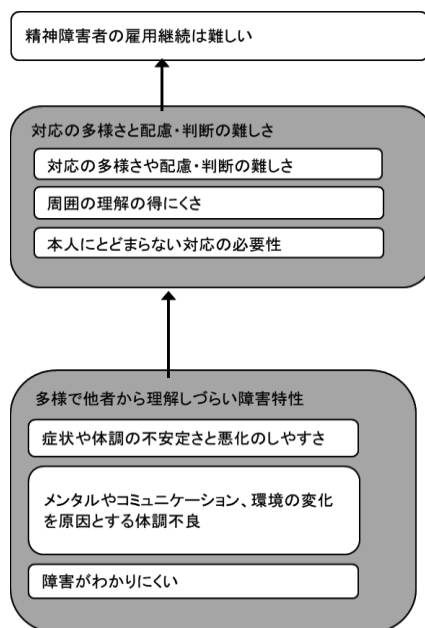 精神障害者の雇用継続は難しい
対応の多様さと配慮・判断の難しさ
対応の多様さや配慮・判断の難しさ
周囲の理解の得にくさ
本人にとどまらない対応の必要性
多様で他者から理解しづらい障害特性
症状や体調の不安定さと悪化のしやすさ
メンタルやコミュニケーション、環境の変化
を原因とする体調不良
障害がわかりにくい